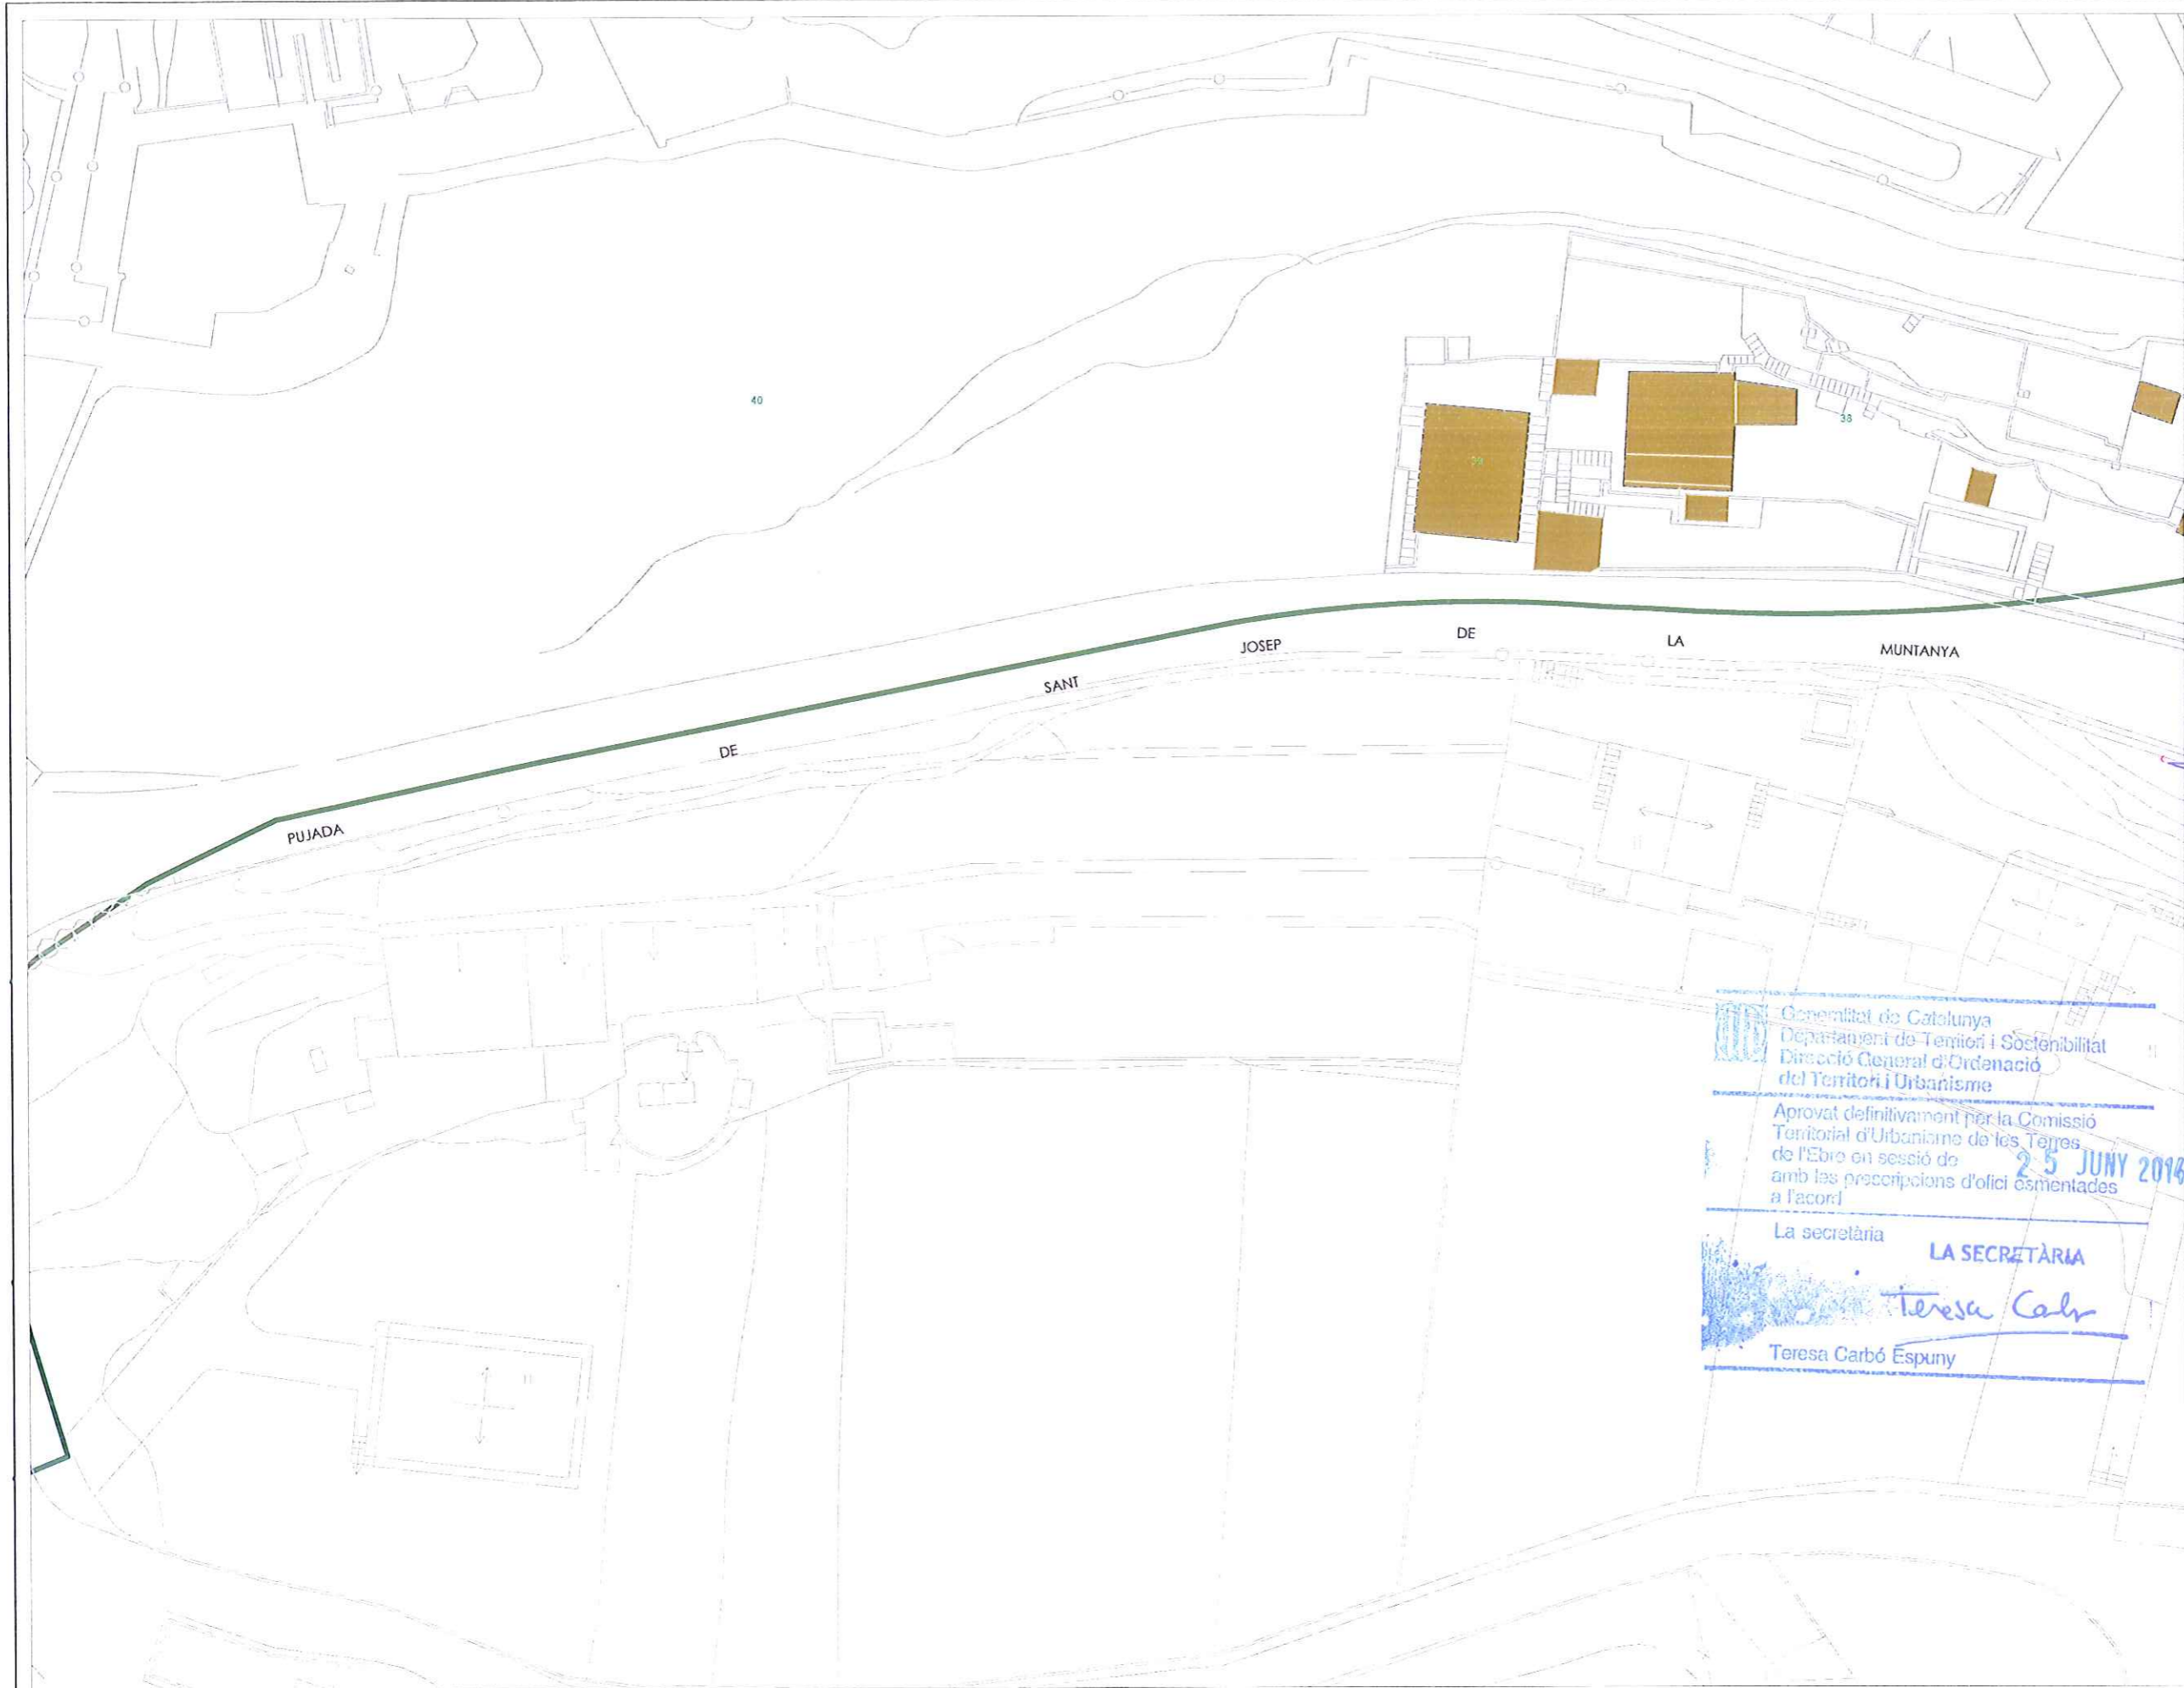 40
38
39
PUJADA DE SANT JOSEP DE LA MUNTANYA
Generalitat de Catalunya
Departament de Territori i Sostenibilitat
Direcció General d'Ordenació
del Territori i Urbanisme
Aprovat definitivament per la Comissió
Territorial d'Urbanisme de les Terres
de l'Ebre en sessió de 25 JUNY
amb les prescripcions d'ofici esmentades
a l'acord
La secretària
LA SECRETÀRIA
Teresa Carbó Espuny